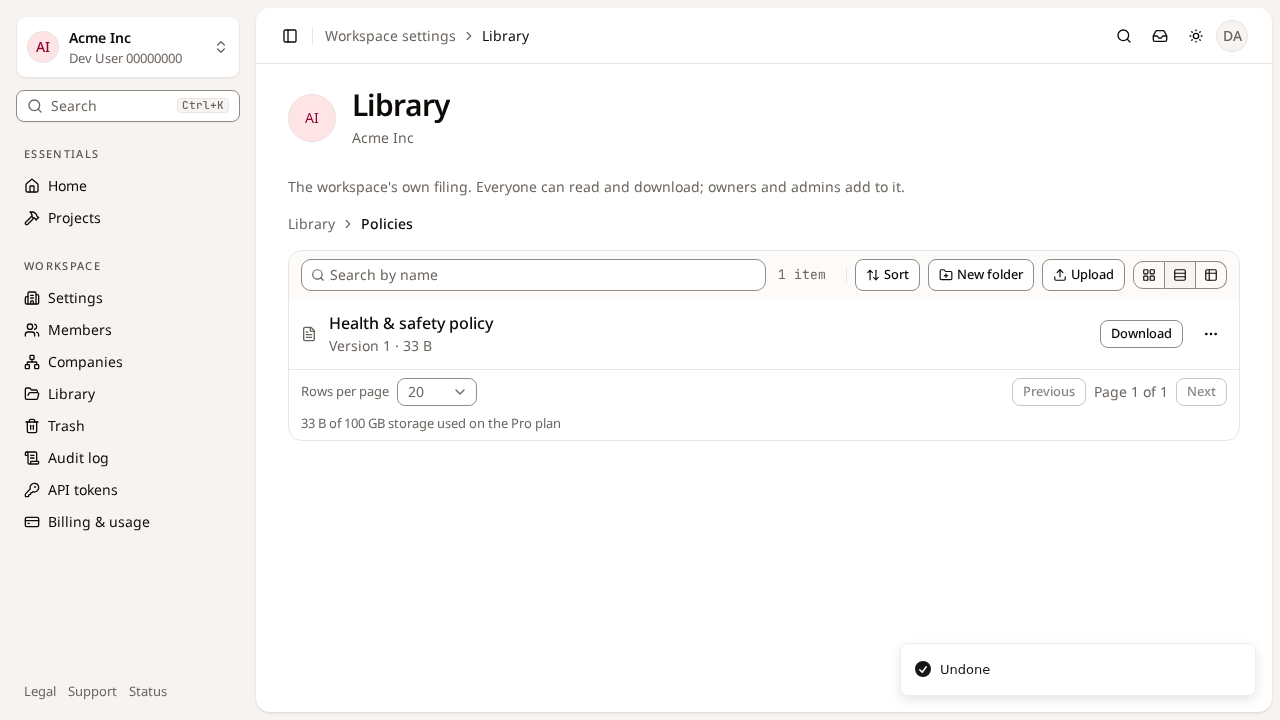 AI
Acme Inc
Dev User 00000000
Search
Ctrl+K
ESSENTIALS
Home
Projects
WORKSPACE
Settings
Members
Companies
Library
Trash
Audit log
API tokens
Billing & usage
Legal Support Status
Workspace settings Library
DA
AI
Library
Acme Inc
The workspace's own filing. Everyone can read and download; owners and admins add to it.
Library Policies
Search by name 1 item Sort New folder Upload
Health & safety policy
Version 1 · 33 B
Download
Rows per page 20 Previous Page 1 of 1 Next
33 B of 100 GB storage used on the Pro plan
Undone